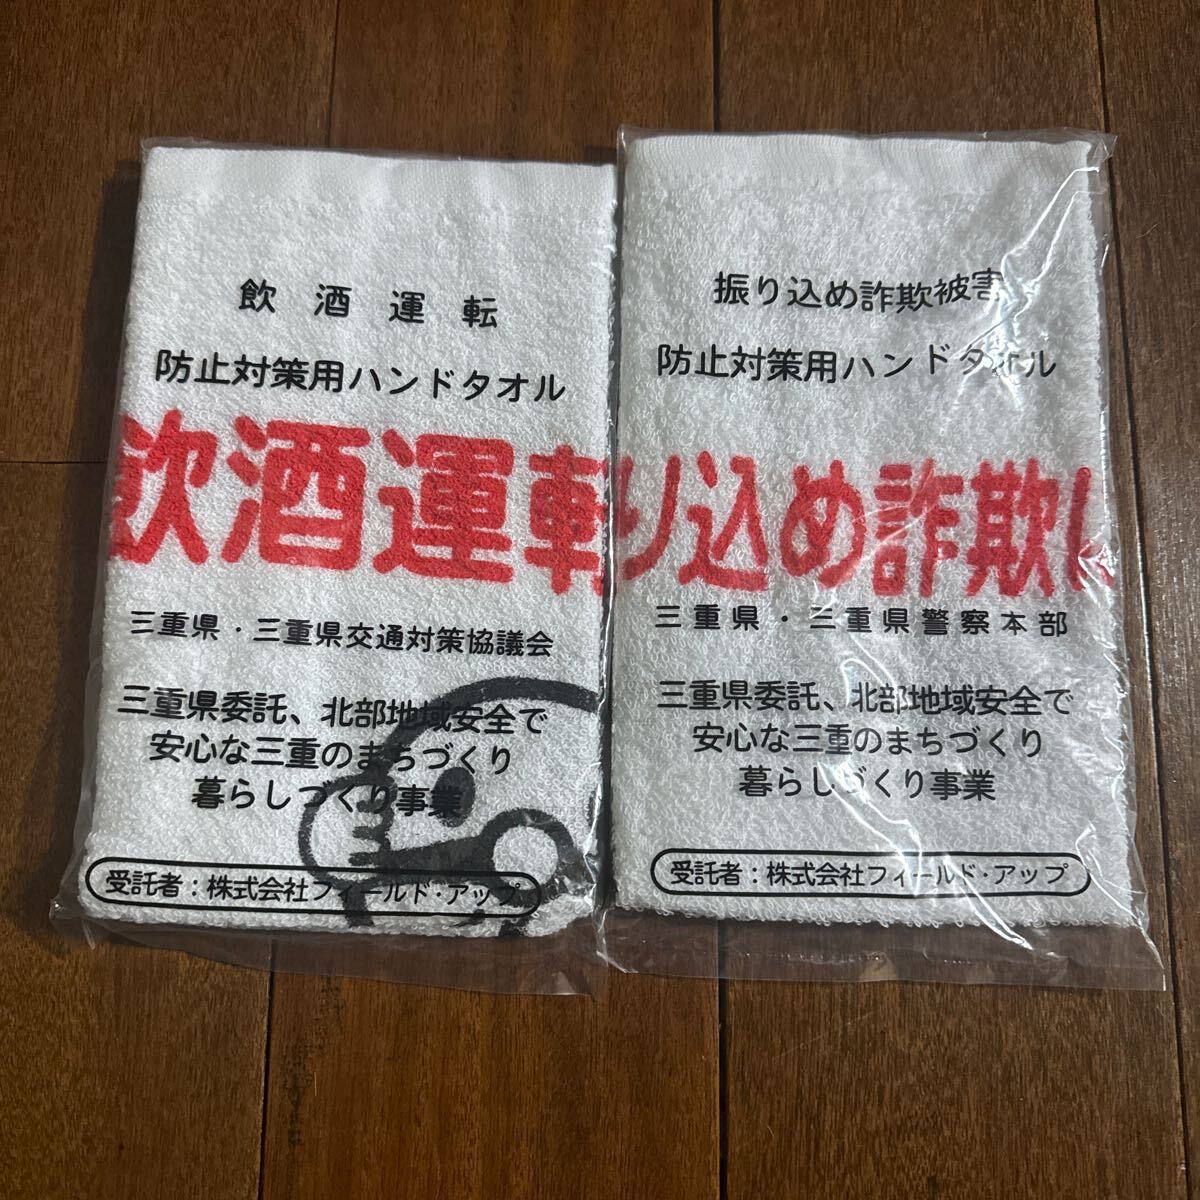 飲酒運転
防止対策用ハンドタオル
飲酒運転
三重県・三重県交通対策協議会
三重県委託、北部地域安全で
安心な三重のまちづくり
暮らしづくり事業
受託者：株式会社フィールド・アップ
振り込め詐欺被害
防止対策用ハンドタオル
り込め詐欺に
三重県・三重県警察本部
三重県委託、北部地域安全で
安心な三重のまちづくり
暮らしづくり事業
受託者：株式会社フィールド・アップ